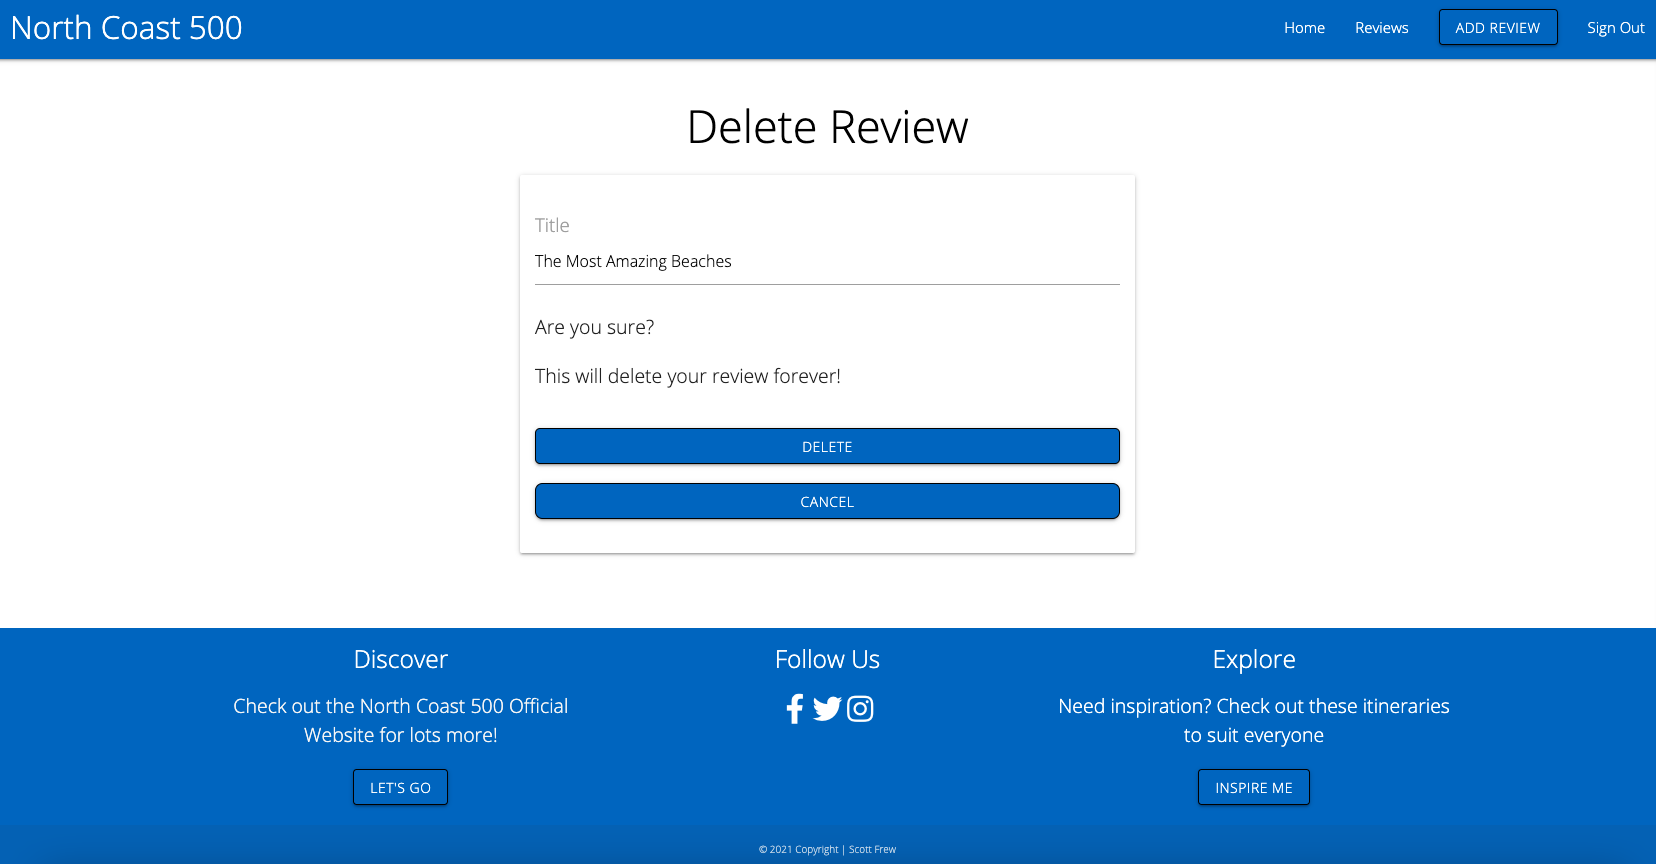 North Coast 500
Home
Reviews
ADD REVIEW
Sign Out
Delete Review
Title
The Most Amazing Beaches
Are you sure?
This will delete your review forever!
DELETE
CANCEL
Discover
Check out the North Coast 500 Official
Website for lots more!
LET'S GO
Follow Us
Explore
Need inspiration? Check out these itineraries
to suit everyone
INSPIRE ME
© 2021 Copyright | Scott Frew